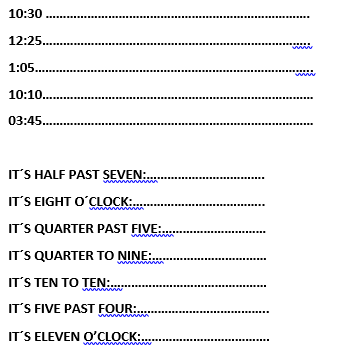 10:30 ..................................................................................
12:25.....................................................................................
1:05........................................................................................
10:10.....................................................................................
03:45.....................................................................................
IT´S HALF PAST SEVEN:.....................................
IT´S EIGHT O´CLOCK:.........................................
IT´S QUARTER PAST FIVE:.................................
IT´S QUARTER TO NINE:....................................
IT´S TEN TO TEN:.................................................
IT´S FIVE PAST FOUR:.........................................
IT´S ELEVEN O’CLOCK:........................................